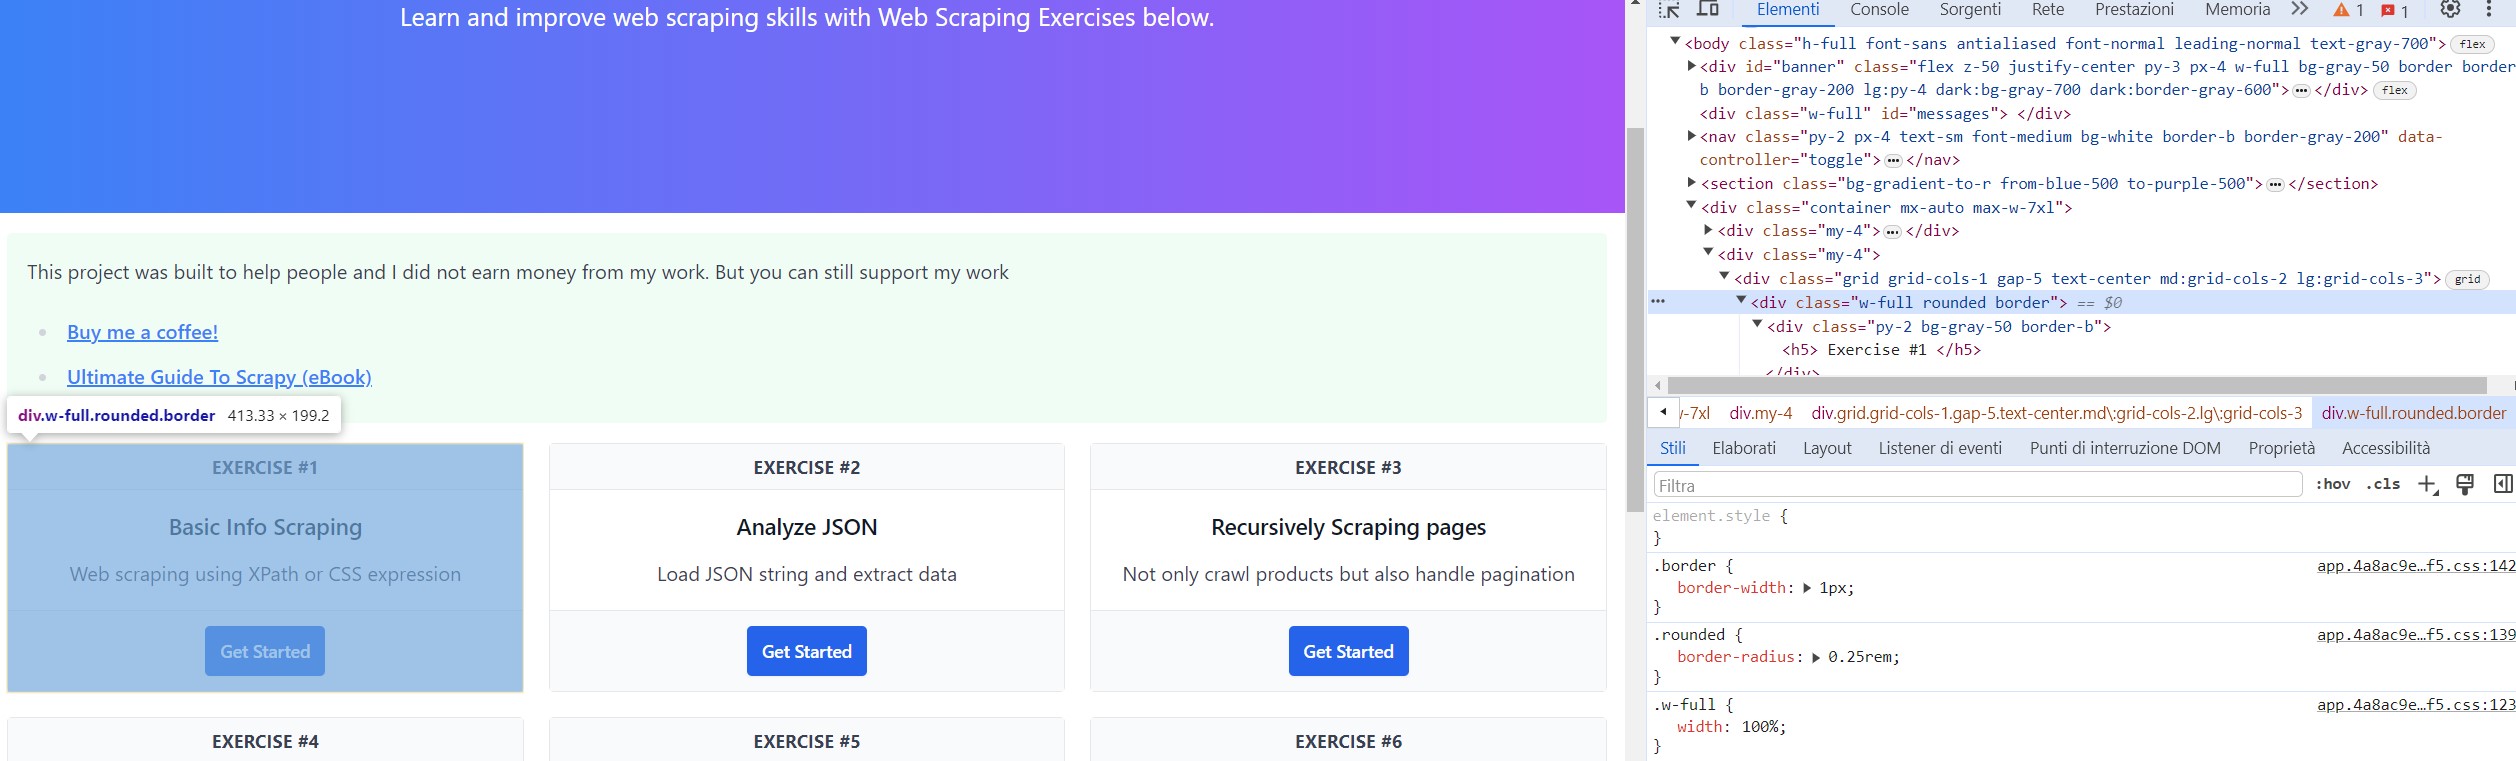 Learn and improve web scraping skills with Web Scraping Exercises below.
This project was built to help people and I did not earn money from my work. But you can still support my work
Buy me a coffee!
Ultimate Guide To Scrapy (eBook)
div.w-full.rounded.border 413.33 × 199.2
EXERCISE #1
Basic Info Scraping
Web scraping using XPath or CSS expression
Get Started
EXERCISE #2
Analyze JSON
Load JSON string and extract data
Get Started
EXERCISE #3
Recursively Scraping pages
Not only crawl products but also handle pagination
Get Started
EXERCISE #4
EXERCISE #5
EXERCISE #6
Elementi Console Sorgenti Rete Prestazioni Memoria 1 1
<body class="h-full font-sans antialiased font-normal leading-normal text-gray-700"> flex
<div id="banner" class="flex z-50 justify-center py-3 px-4 w-full bg-gray-50 border border
b border-gray-200 lg:py-4 dark:bg-gray-700 dark:border-gray-600"> </div> flex
<div class="w-full" id="messages"> </div>
<nav class="py-2 px-4 text-sm font-medium bg-white border-b border-gray-200" data-
controller="toggle"> </nav>
<section class="bg-gradient-to-r from-blue-500 to-purple-500"> </section>
<div class="container mx-auto max-w-7xl">
<div class="my-4"> </div>
<div class="my-4">
<div class="grid grid-cols-1 gap-5 text-center md:grid-cols-2 lg:grid-cols-3"> grid
<div class="w-full rounded border"> == $0
<div class="py-2 bg-gray-50 border-b">
<h5> Exercise #1 </h5>
</div>
-7xl div.my-4 div.grid.grid-cols-1.gap-5.text-center.md\:grid-cols-2.lg\:grid-cols-3 div.w-full.rounded.border
Stili Elaborati Layout Listener di eventi Punti di interruzione DOM Proprietà Accessibilità
Filtra :hov .cls
element.style {
}
.border { app.4a8ac9e…f5.css:142
border-width: 1px;
}
.rounded { app.4a8ac9e…f5.css:139
border-radius: 0.25rem;
}
.w-full { app.4a8ac9e…f5.css:123
width: 100%;
}